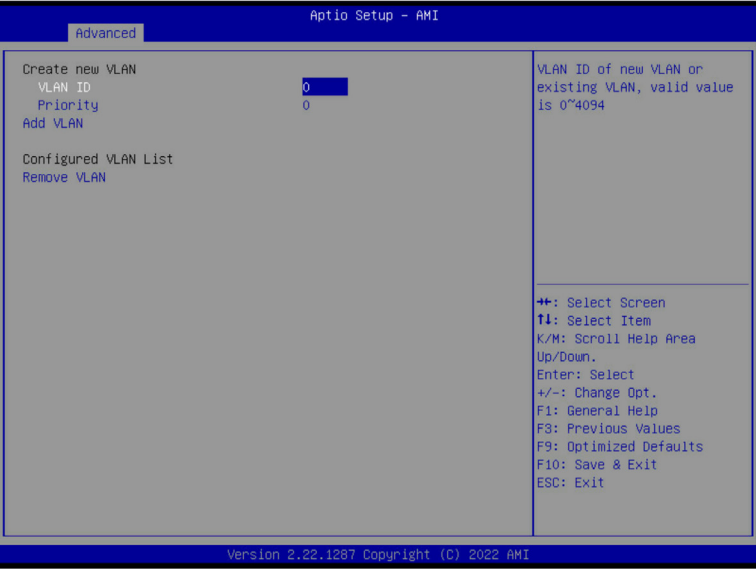 Aptio Setup - AMI
Advanced
Create new VLAN
VLAN ID 0
Priority 0
Add VLAN
Configured VLAN List
Remove VLAN
VLAN ID of new VLAN or
existing VLAN, valid value
is 0~4094
→←: Select Screen
↑↓: Select Item
K/M: Scroll Help Area
Up/Down.
Enter: Select
+/-: Change Opt.
F1: General Help
F3: Previous Values
F9: Optimized Defaults
F10: Save & Exit
ESC: Exit
Version 2.22.1287 Copyright (C) 2022 AMI